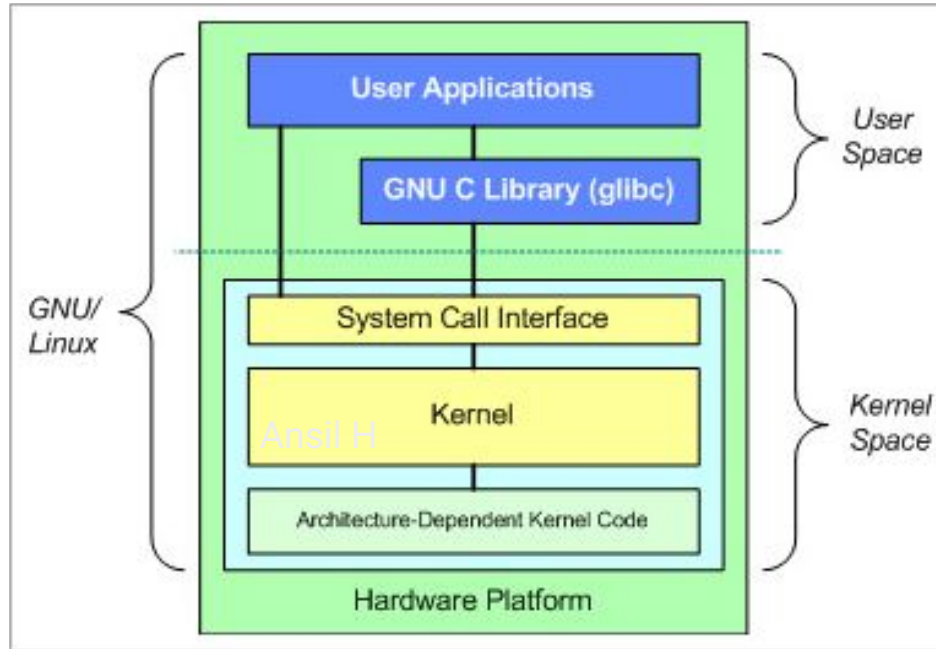 User Applications
GNU C Library (glibc)
User
Space
GNU/
Linux
System Call Interface
Kernel
Ansil H
Architecture-Dependent Kernel Code
Kernel
Space
Hardware Platform